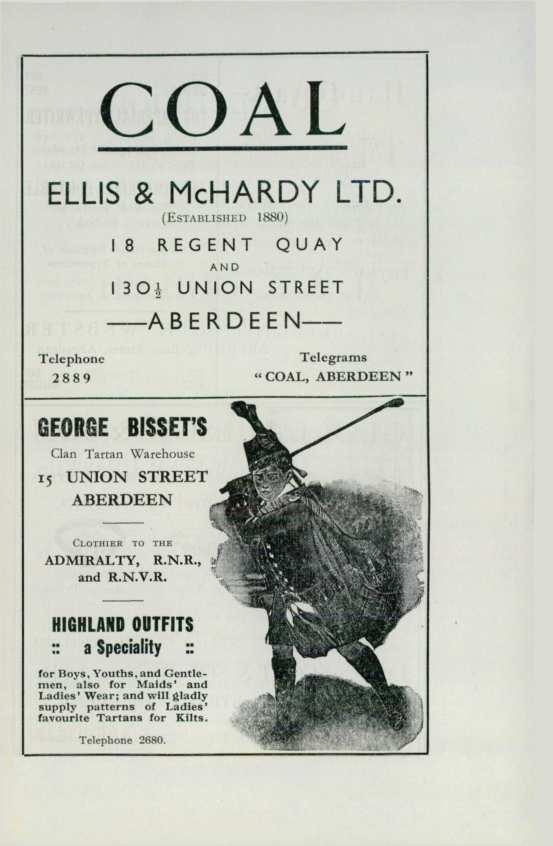 COAL
ELLIS & McHARDY LTD.
(ESTABLISHED 1880)
18 REGENT QUAY
AND
130½ UNION STREET
—ABERDEEN—
Telephone
2889
Telegrams
"COAL, ABERDEEN"
GEORGE BISSET'S
Clan Tartan Warehouse
15 UNION STREET
ABERDEEN
CLOTHIER TO THE
ADMIRALTY, R.N.R.,
and R.N.V.R.
HIGHLAND OUTFITS
:: a Speciality ::
for Boys, Youths, and Gentle-
men, also for Maids' and
Ladies' Wear; and will gladly
supply patterns of Ladies'
favourite Tartans for Kilts.
Telephone 2680.